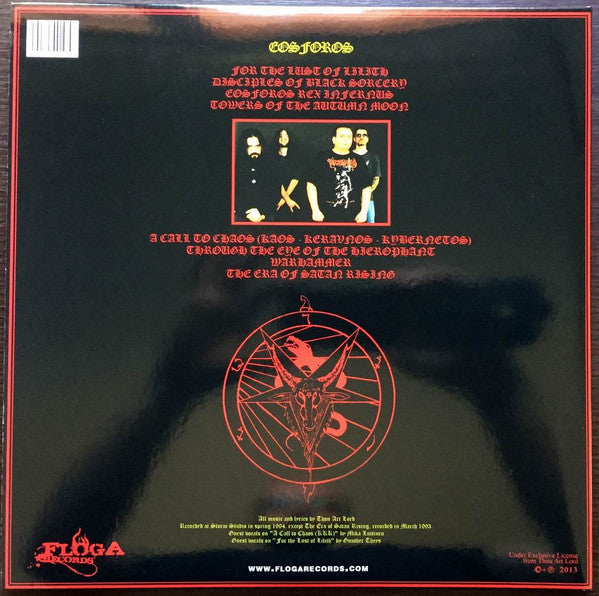 EOSFOROS
FOR THE LUST OF LILITH
DISCIPLES OF BLACK SORCERY
EOSFOROS REX INFERNUS
TOWERS OF THE AUTUMN MOON
A CALL TO CHAOS (KAOS - KERAVNOS - KYBERNETOS)
THROUGH THE EYE OF THE HIEROPHANT
WARHAMMER
THE ERA OF SATAN RISING
All music and lyrics by Thou Art Lord
Recorded at Storm Studio in spring 1994, except The Era of Satan Rising, recorded in March 1993.
Guest vocals on "A Call to Chaos (KKK)" by Mika Luttinen
Guest vocals on "For the Lust of Lilith" by Gunther Theys
FLOGA
RECORDS
WWW.FLOGARECORDS.COM
Under Exclusive License
from Thou Art Lord
©+℗ 2013